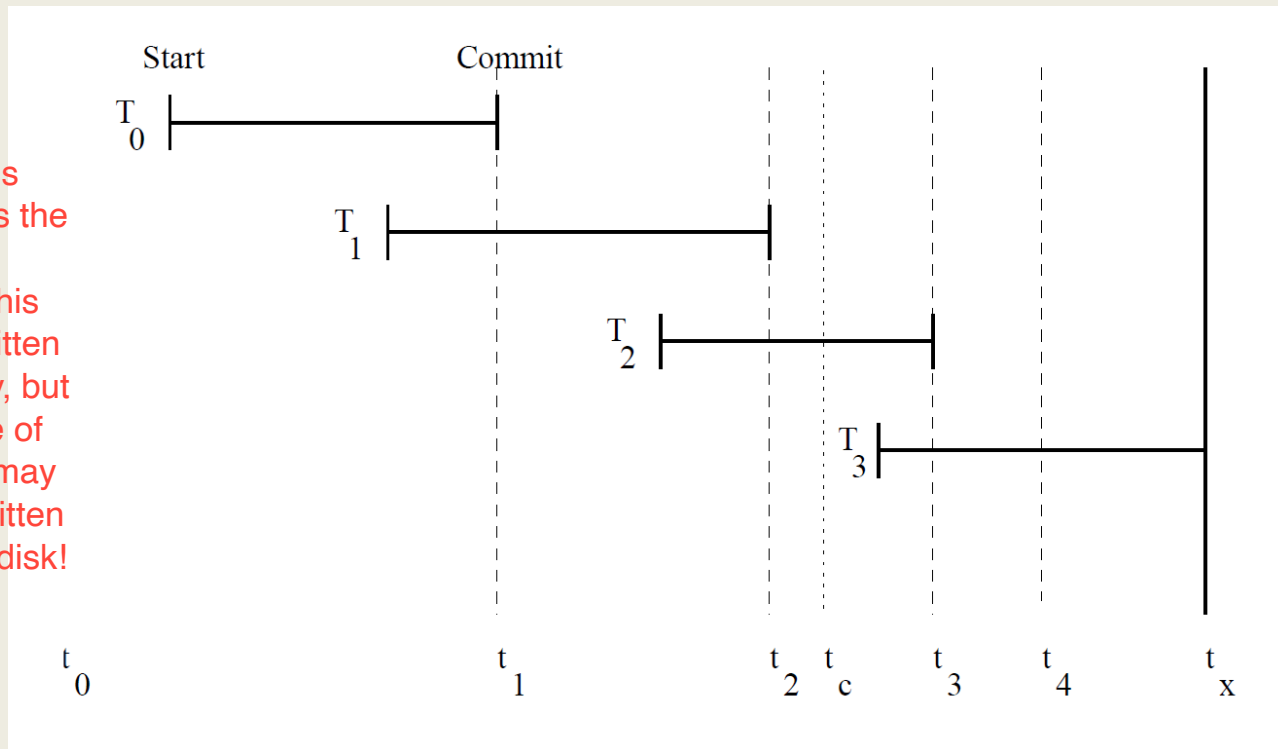 Start Commit
T0
s
s the
T1
his
tten
, but
T2
e of
T3
may
itten
disk!
t0 t1 t2 tc t3 t4 tx